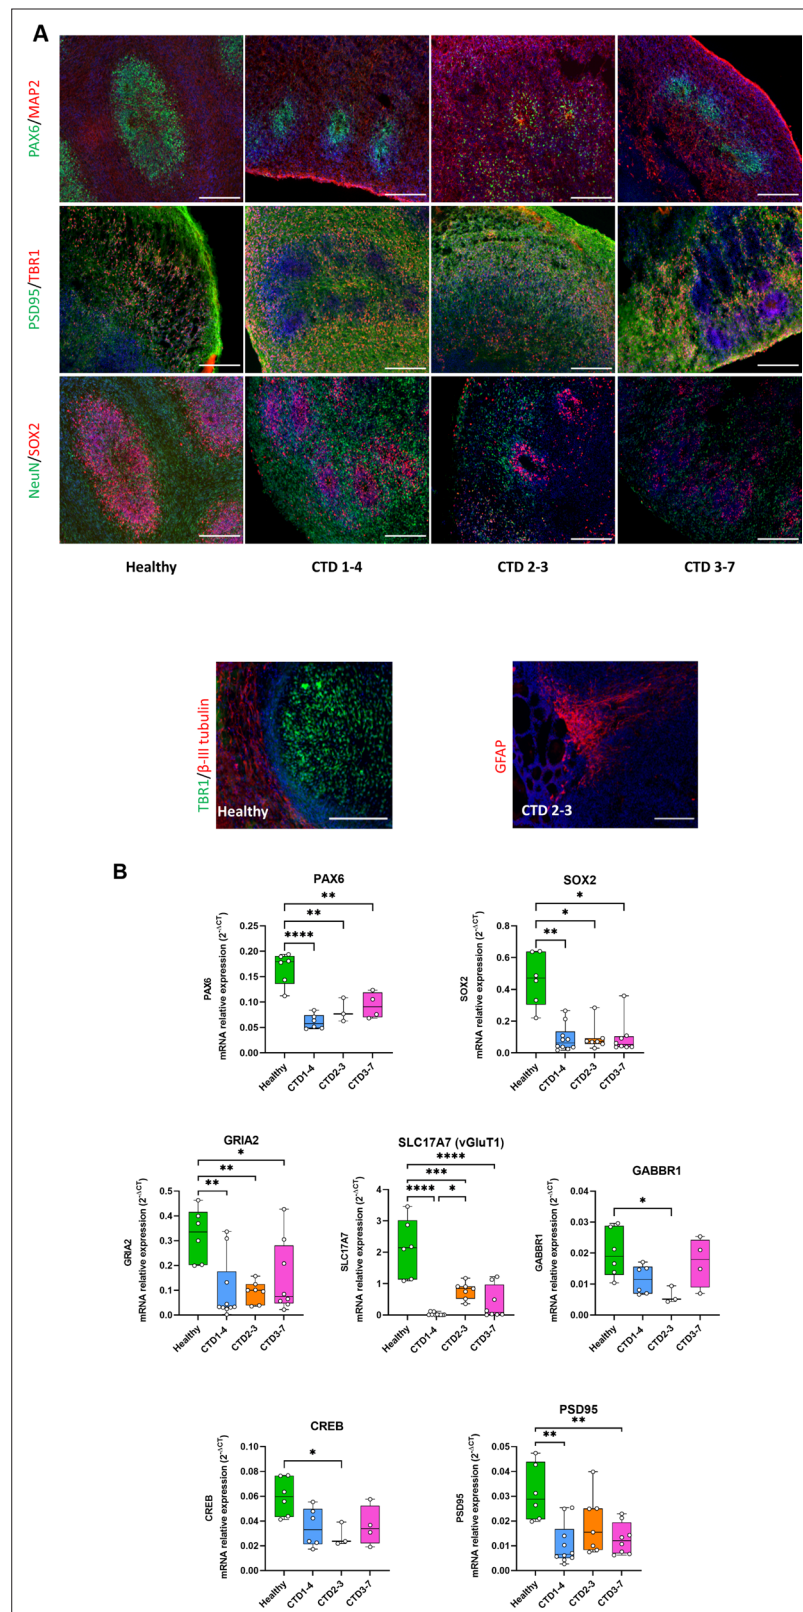 A
PAX6/MAP2
PSD95/TBR1
NeuN/SOX2
Healthy CTD 1-4 CTD 2-3 CTD 3-7
TBR1/β-III tubulin
Healthy
GFAP
CTD 2-3
B
PAX6
PAX6
mRNA relative expression (2^-ΔCT)
0.25
0.20
0.15
0.10
0.05
0.00
**
**
****
Healthy CTD1-4 CTD2-3 CTD3-7
SOX2
SOX2
mRNA relative expression (2^-ΔCT)
0.8
0.6
0.4
0.2
0.0
*
*
**
Healthy CTD1-4 CTD2-3 CTD3-7
GRIA2
GRIA2
mRNA relative expression (2^-ΔCT)
0.5
0.4
0.3
0.2
0.1
0.0
*
**
**
Healthy CTD1-4 CTD2-3 CTD3-7
SLC17A7 (vGluT1)
SLC17A7
mRNA relative expression (2^-ΔCT)
4
3
2
1
0
****
***
**** *
Healthy CTD1-4 CTD2-3 CTD3-7
GABBR1
GABBR1
mRNA relative expression (2^-ΔCT)
0.04
0.03
0.02
0.01
0.00
*
Healthy CTD1-4 CTD2-3 CTD3-7
CREB
CREB
mRNA relative expression (2^-ΔCT)
0.10
0.08
0.06
0.04
0.02
0.00
*
Healthy CTD1-4 CTD2-3 CTD3-7
PSD95
PSD95
mRNA relative expression (2^-ΔCT)
0.05
0.04
0.03
0.02
0.01
0.00
**
**
Healthy CTD1-4 CTD2-3 CTD3-7